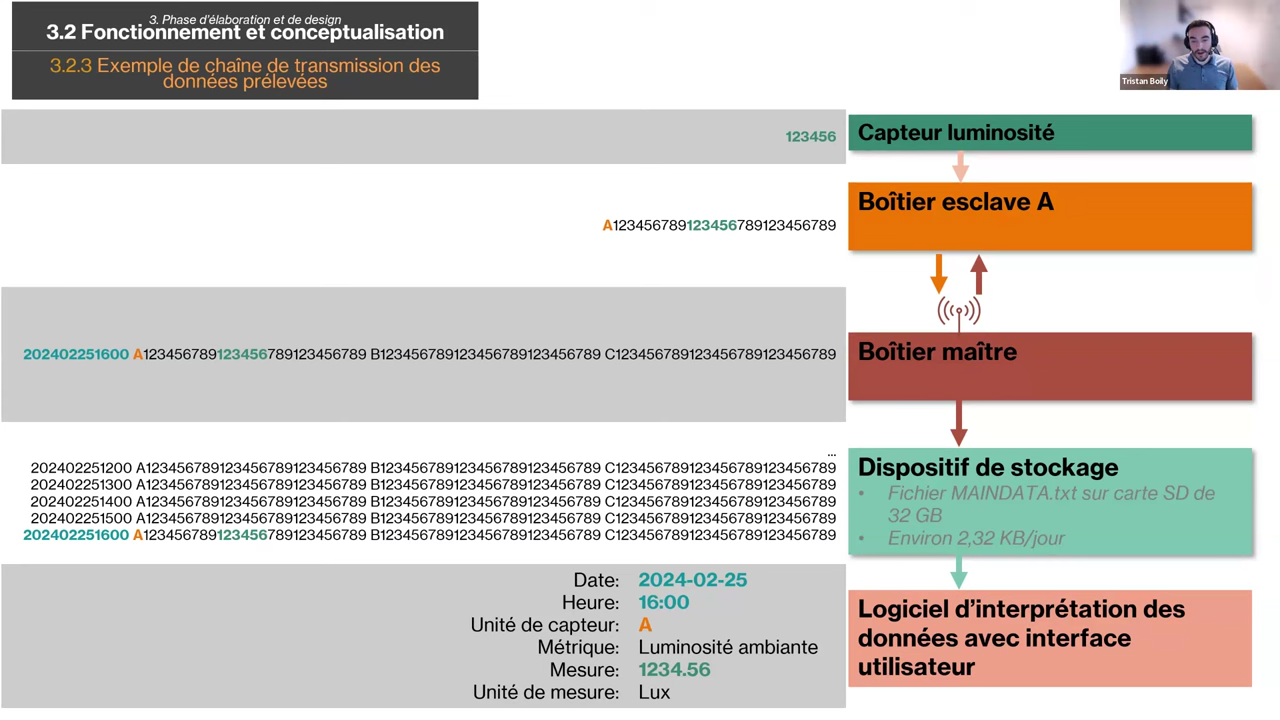 3. Phase d'élaboration et de design
3.2 Fonctionnement et conceptualisation
3.2.3 Exemple de chaîne de transmission des
données prélevées
Tristan Boily
123456
Capteur luminosité
A123456789123456789123456789
Boîtier esclave A
202402251600 A123456789123456789123456789 B123456789123456789123456789 C123456789123456789123456789
Boîtier maître
...
202402251200 A123456789123456789123456789 B123456789123456789123456789 C123456789123456789123456789
202402251300 A123456789123456789123456789 B123456789123456789123456789 C123456789123456789123456789
202402251400 A123456789123456789123456789 B123456789123456789123456789 C123456789123456789123456789
202402251500 A123456789123456789123456789 B123456789123456789123456789 C123456789123456789123456789
202402251600 A123456789123456789123456789 B123456789123456789123456789 C123456789123456789123456789
Dispositif de stockage
• Fichier MAINDATA.txt sur carte SD de
32 GB
• Environ 2,32 KB/jour
Date: 2024-02-25
Heure: 16:00
Unité de capteur: A
Métrique: Luminosité ambiante
Mesure: 1234.56
Unité de mesure: Lux
Logiciel d'interprétation des
données avec interface
utilisateur